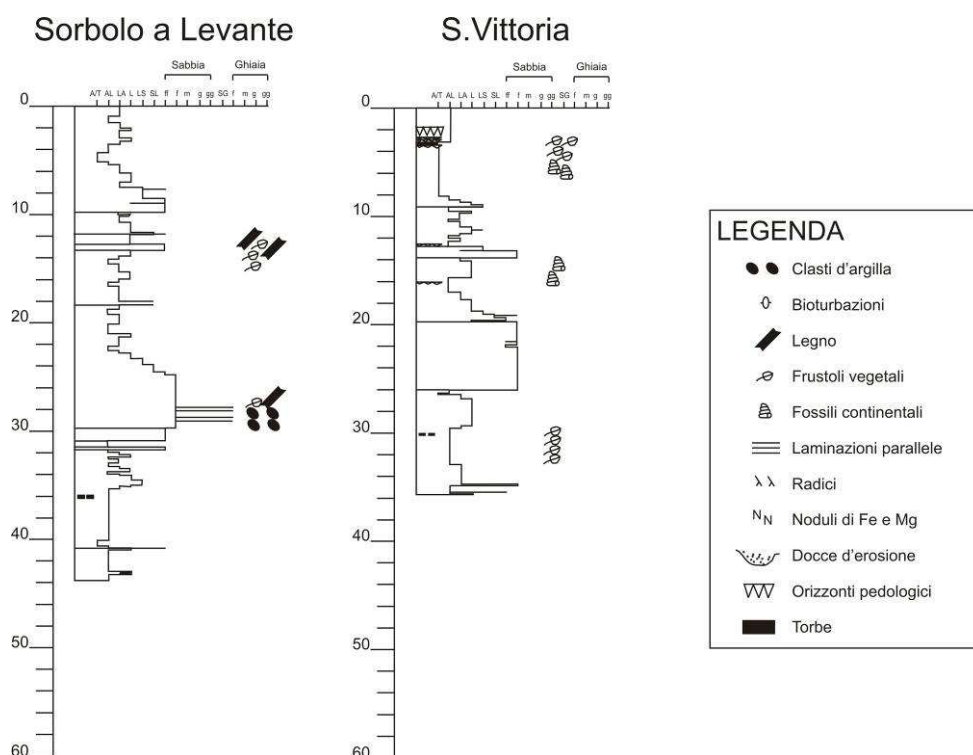 Sorbolo a Levante
Sabbia Ghiaia
A/T AL LA L LS SL ff f m g gg SG f m g gg
0
10
20
30
40
50
60
S.Vittoria
Sabbia Ghiaia
A/T AL LA L LS SL ff f m g gg SG f m g gg
0
10
20
30
40
50
60
LEGENDA
Clasti d'argilla
Bioturbazioni
Legno
Frustoli vegetali
Fossili continentali
Laminazioni parallele
Radici
N N Noduli di Fe e Mg
Docce d'erosione
Orizzonti pedologici
Torbe